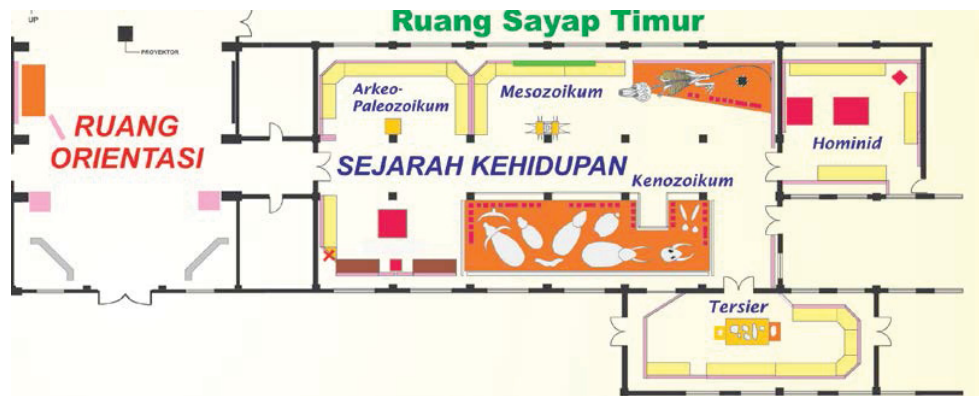 UP
Ruang Sayap Timur
PROYEKTOR
Arkeo-
Paleozoikum
Mesozoikum
RUANG
ORIENTASI
Hominid
SEJARAH KEHIDUPAN
Kenozoikum
Tersier